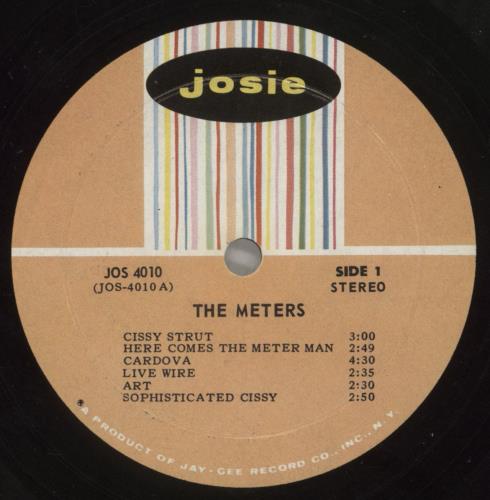 josie
JOS 4010
(JOS-4010 A)
SIDE 1
STEREO
THE METERS
CISSY STRUT 3:00
HERE COMES THE METER MAN 2:49
CARDOVA 4:30
LIVE WIRE 2:35
ART 2:30
SOPHISTICATED CISSY 2:50
A PRODUCT OF JAY-GEE RECORD CO., INC., N.Y.